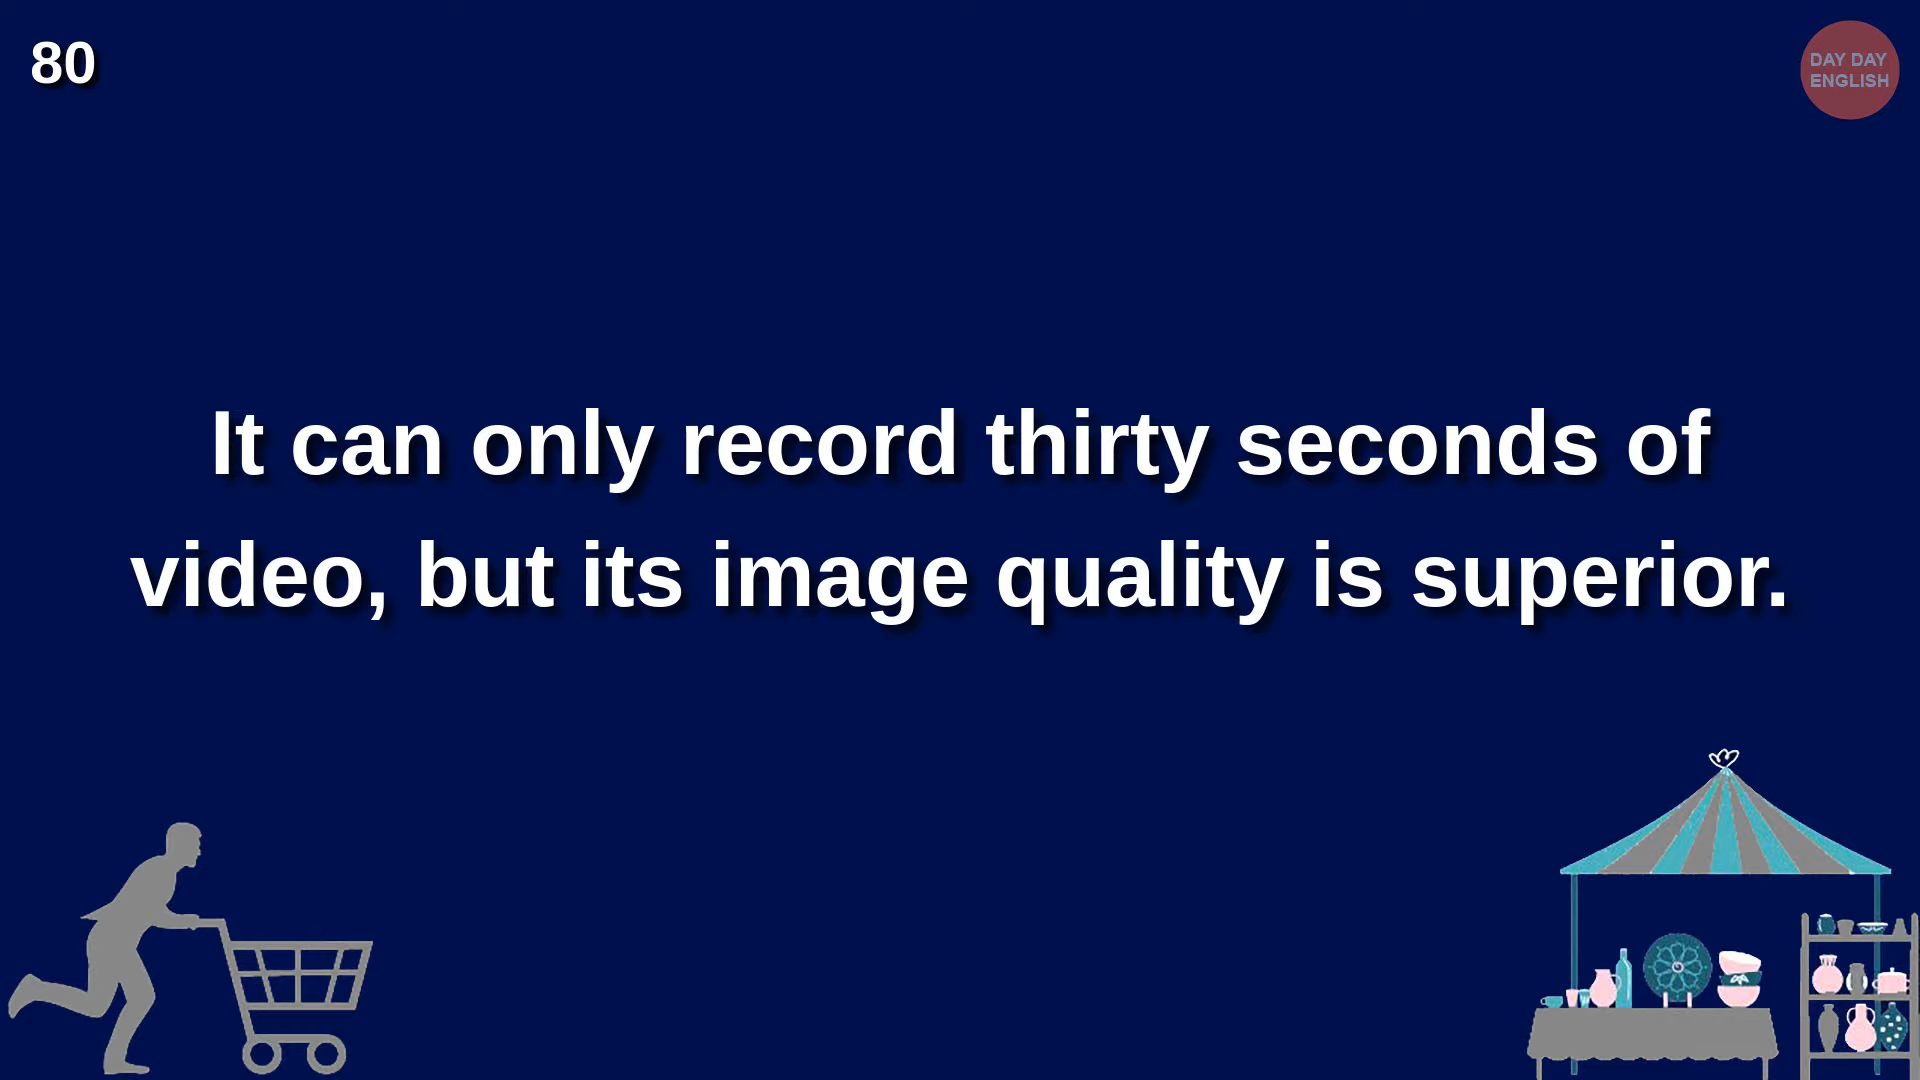 80
DAY DAY
ENGLISH
It can only record thirty seconds of
video, but its image quality is superior.